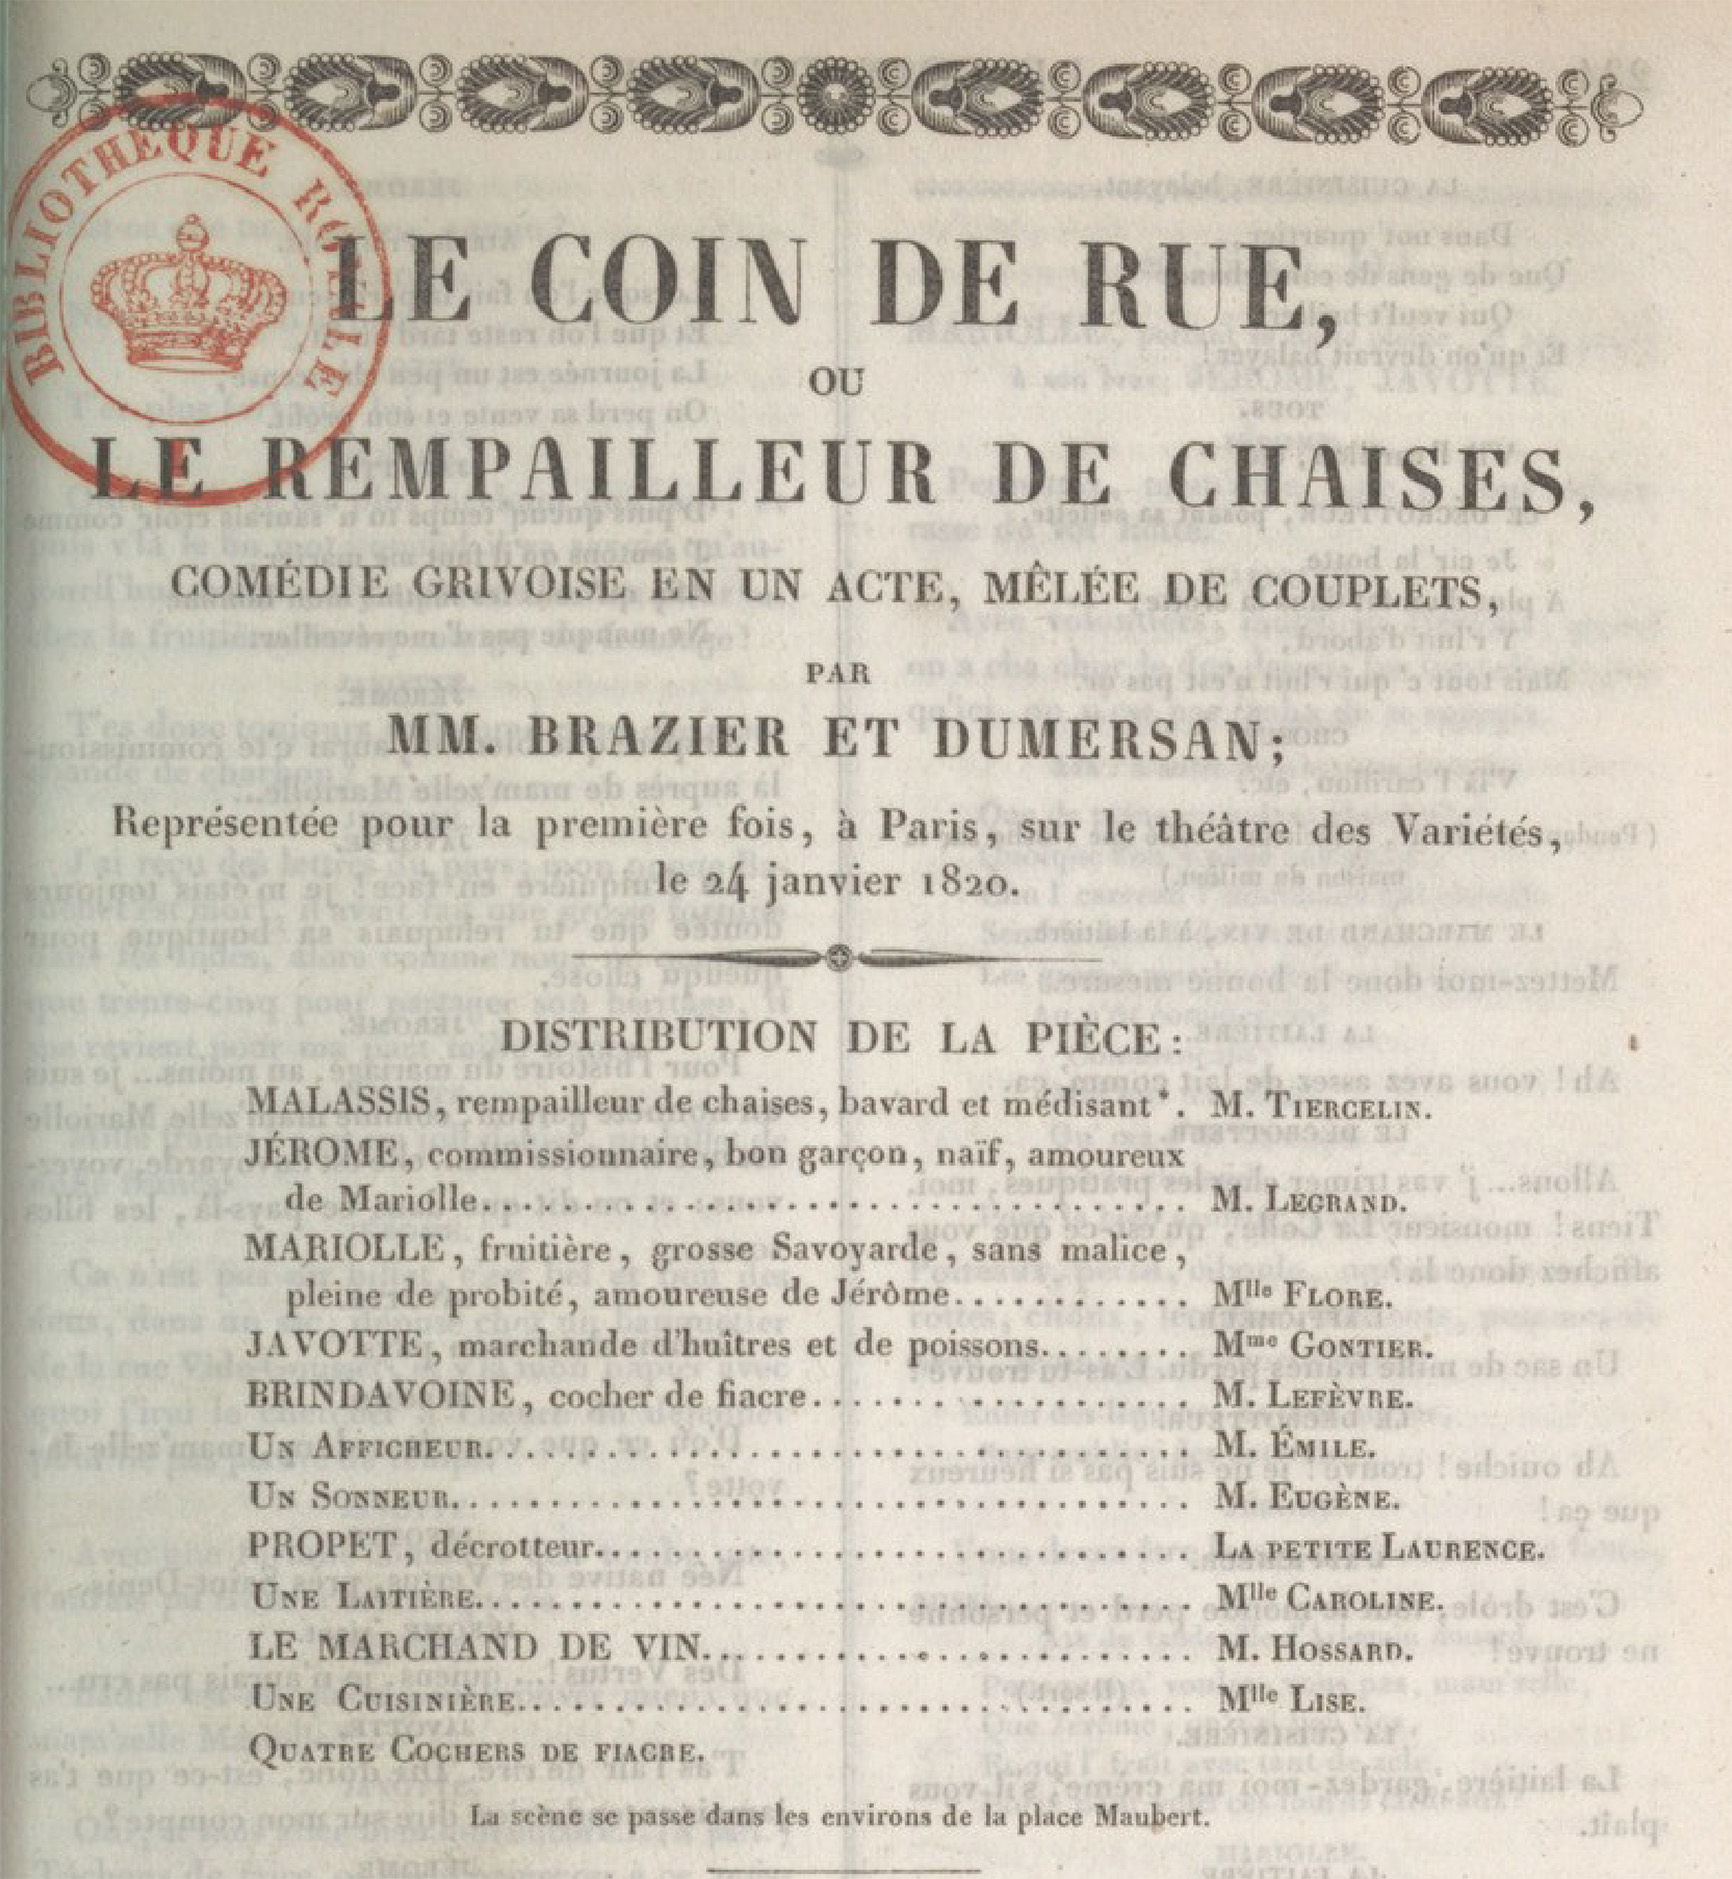 BIBLIOTHEQUE ROYALE
LE COIN DE RUE,
OU
LE REMPAILLEUR DE CHAISES,
COMÉDIE GRIVOISE EN UN ACTE, MÊLÉE DE COUPLETS,
PAR
MM. BRAZIER ET DUMERSAN;
Représentée pour la première fois, à Paris, sur le théâtre des Variétés,
le 24 janvier 1820.
DISTRIBUTION DE LA PIÈCE:
MALASSIS, rempailleur de chaises, bavard et médisant*. M. TIERCELIN.
JÉROME, commissionnaire, bon garçon, naïf, amoureux
de Mariolle................................ M. LEGRAND.
MARIOLLE, fruitière, grosse Savoyarde, sans malice,
pleine de probité, amoureuse de Jérôme............ Mlle FLORE.
JAVOTTE, marchande d'huîtres et de poissons........ Mme GONTIER.
BRINDAVOINE, cocher de fiacre................... M. LEFÈVRE.
UN AFFICHEUR.................................. M. ÉMILE.
UN SONNEUR.................................... M. EUGÈNE.
PROPET, décrotteur............................. LA PETITE LAURENCE.
UNE LAITIÈRE................................... Mlle CAROLINE.
LE MARCHAND DE VIN........................ M. HOSSARD.
UNE CUISINIÈRE................................. Mlle LISE.
QUATRE COCHERS DE FIACRE.
La scène se passe dans les environs de la place Maubert.